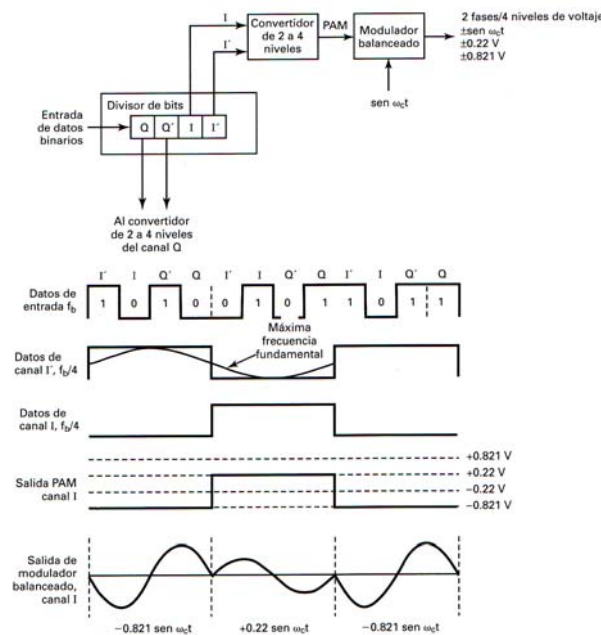 I
I´
Convertidor
de 2 a 4
niveles
PAM
Modulador
balanceado
2 fases/4 niveles de voltaje
±sen ωct
±0.22 V
±0.821 V
sen ωct
Divisor de bits
Entrada
de datos
binarios
Q Q´ I I´
Al convertidor
de 2 a 4 niveles
del canal Q
I´ I Q´ Q I´ I Q´ Q I´ I Q´ Q
Datos de
entrada fb
1 0 1 0 0 1 0 1 1 0 1 1
Máxima
frecuencia
fundamental
Datos de
canal I´, fb/4
Datos de
canal I, fb/4
Salida PAM
canal I
+0.821 V
+0.22 V
−0.22 V
−0.821 V
Salida de
modulador
balanceado,
canal I
−0.821 sen ωct +0.22 sen ωct −0.821 sen ωct